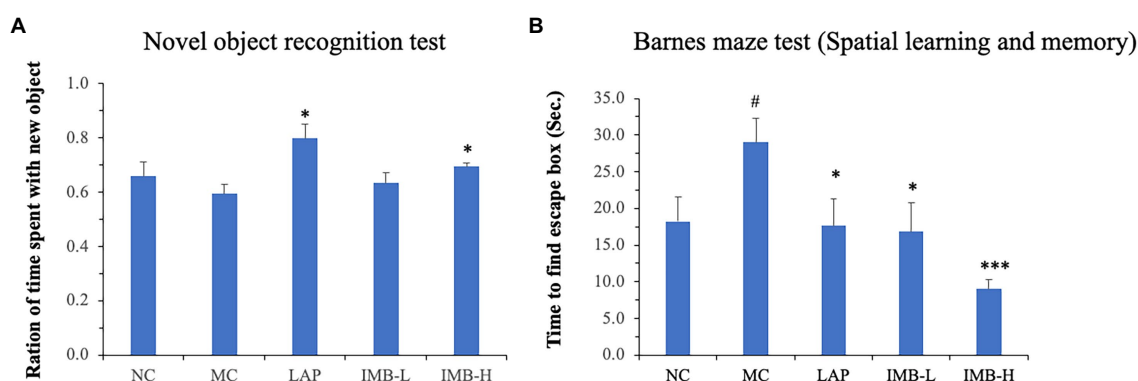 A
Novel object recognition test
Ration of time spent with new object
1.0
0.8
0.6
0.4
0.2
0.0
*
*
NC MC LAP IMB-L IMB-H
B
Barnes maze test (Spatial learning and memory)
Time to find escape box (Sec.)
35.0
30.0
25.0
20.0
15.0
10.0
5.0
0.0
#
*
*
***
NC MC LAP IMB-L IMB-H